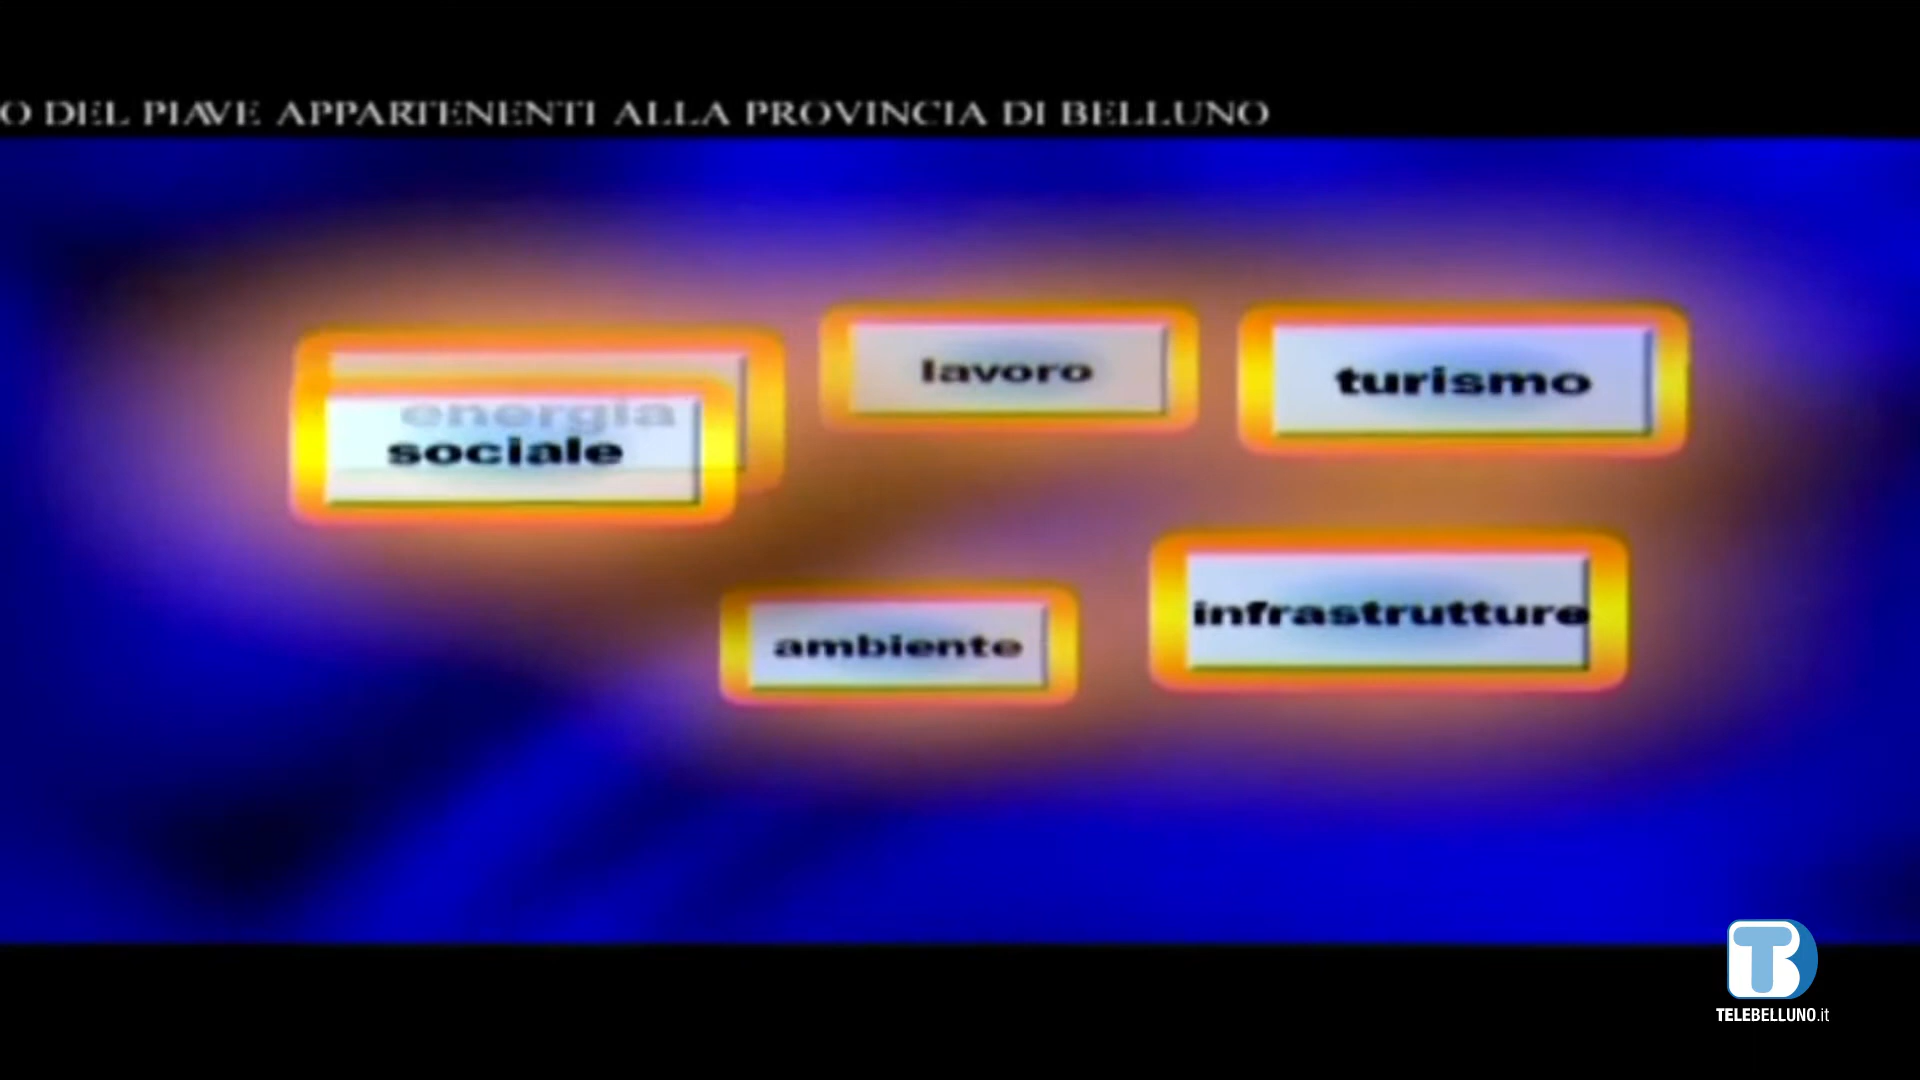 O DEL PIAVE APPARTENENTI ALLA PROVINCIA DI BELLUNO
lavoro
turismo
energia
sociale
infrastrutture
ambiente
TELEBELLUNO.it